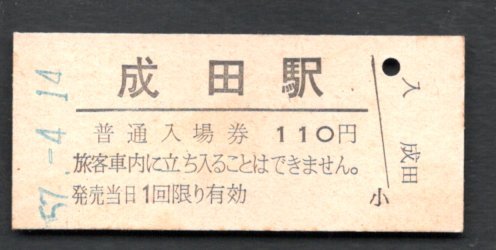 57. -4. 14
成田駅
普通入場券 110円
旅客車内に立ち入ることはできません。
発売当日1回限り有効
入 成田
小